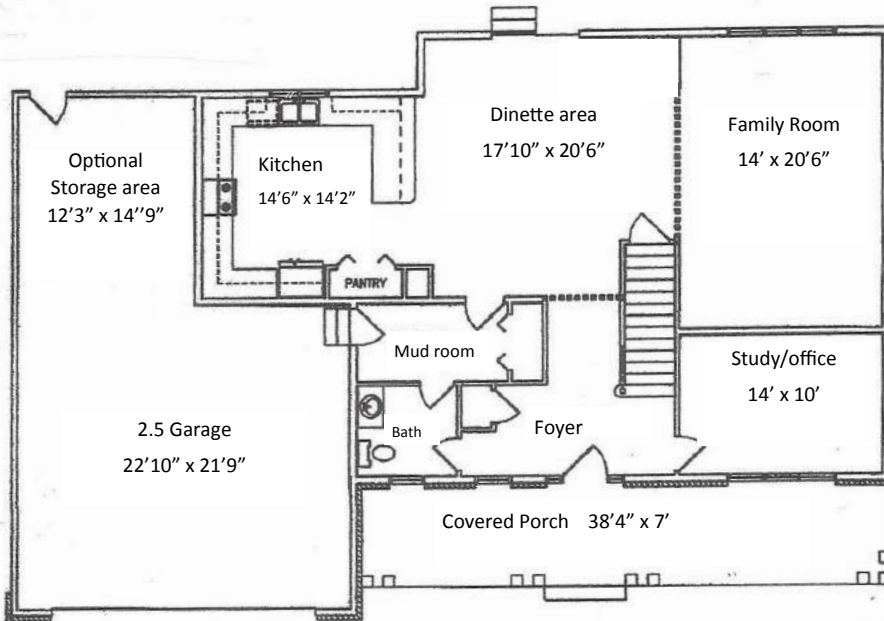 Dinette area
17'10" x 20'6"
Family Room
14' x 20'6"
Optional
Storage area
12'3" x 14''9"
Kitchen
14'6" x 14'2"
PANTRY
Mud room
Study/office
14' x 10'
2.5 Garage
22'10" x 21'9"
Bath
Foyer
Covered Porch 38'4" x 7'